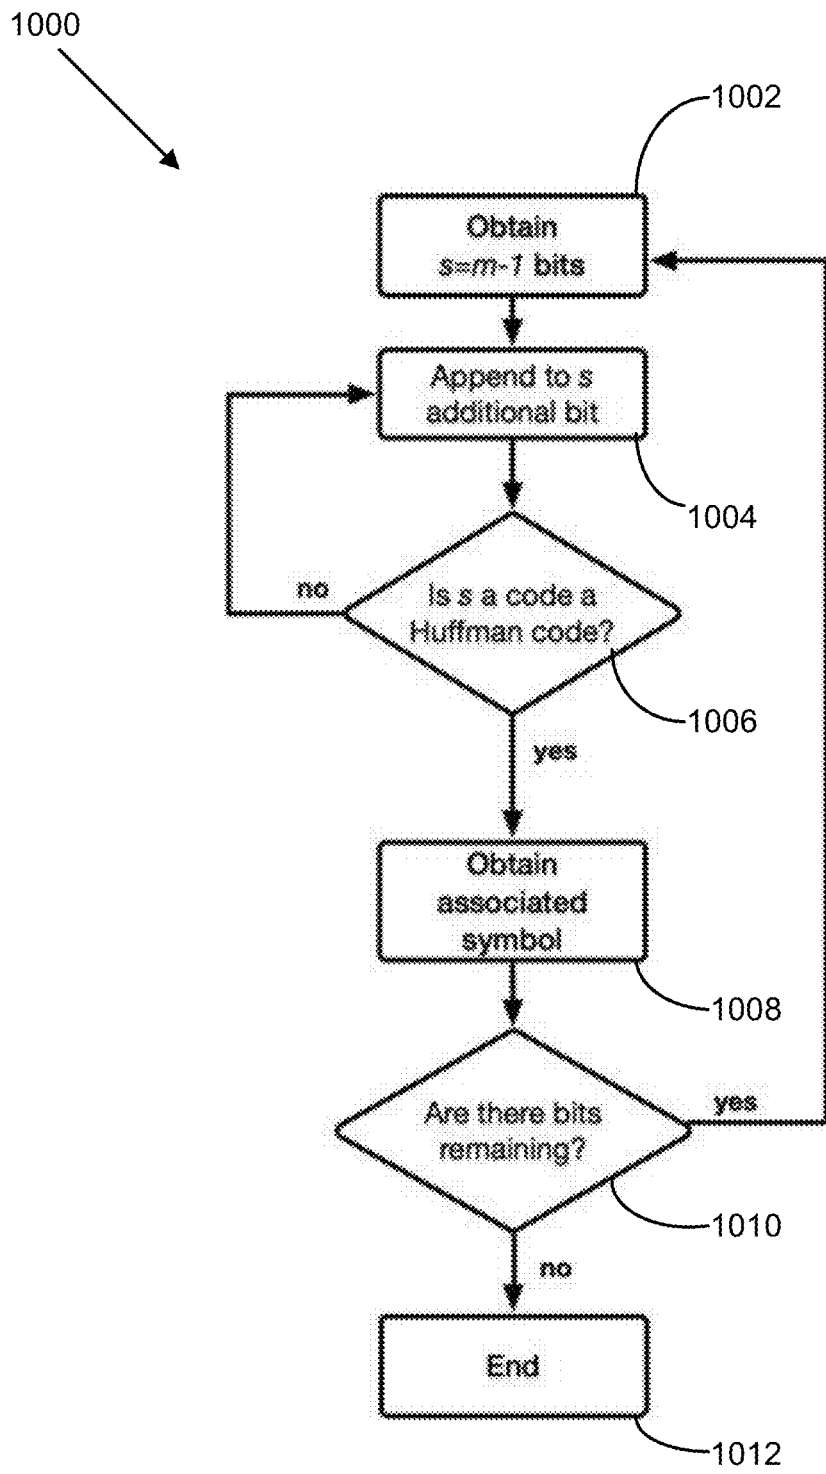 1000
1002
Obtain
s=m-1 bits
Append to s
additional bit
1004
no
Is s a code a
Huffman code?
1006
yes
Obtain
associated
symbol
1008
Are there bits
remaining?
yes
1010
no
End
1012